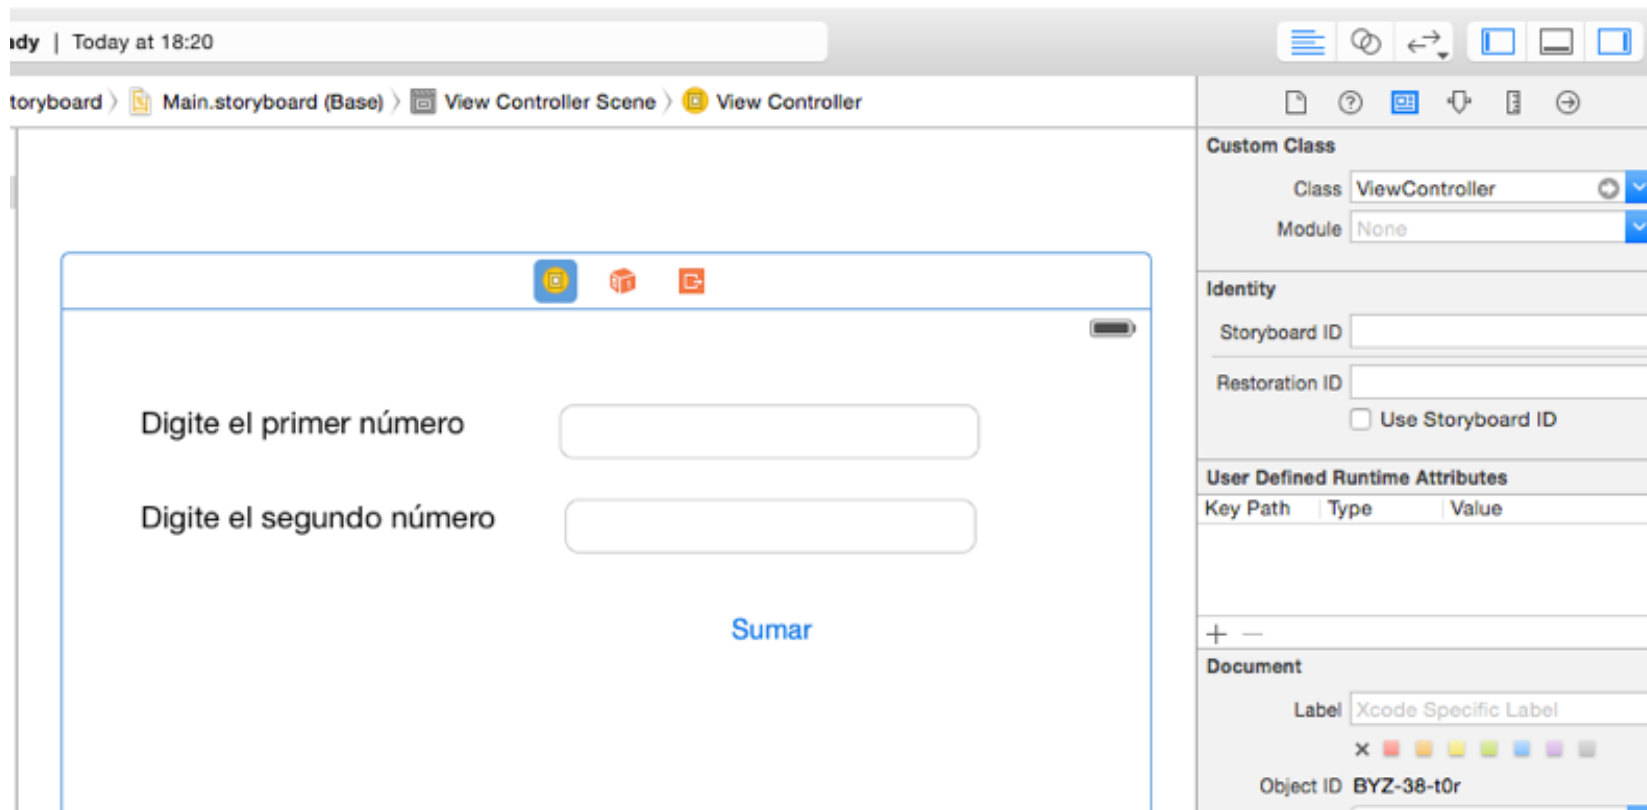 Today at 18:20
Main.storyboard (Base) View Controller Scene View Controller
Custom Class
Class ViewController
Module None
Identity
Storyboard ID
Restoration ID
Use Storyboard ID
User Defined Runtime Attributes
Key Path Type Value
Document
Label Xcode Specific Label
Object ID BYZ-38-t0r
Digite el primer número
Digite el segundo número
Sumar